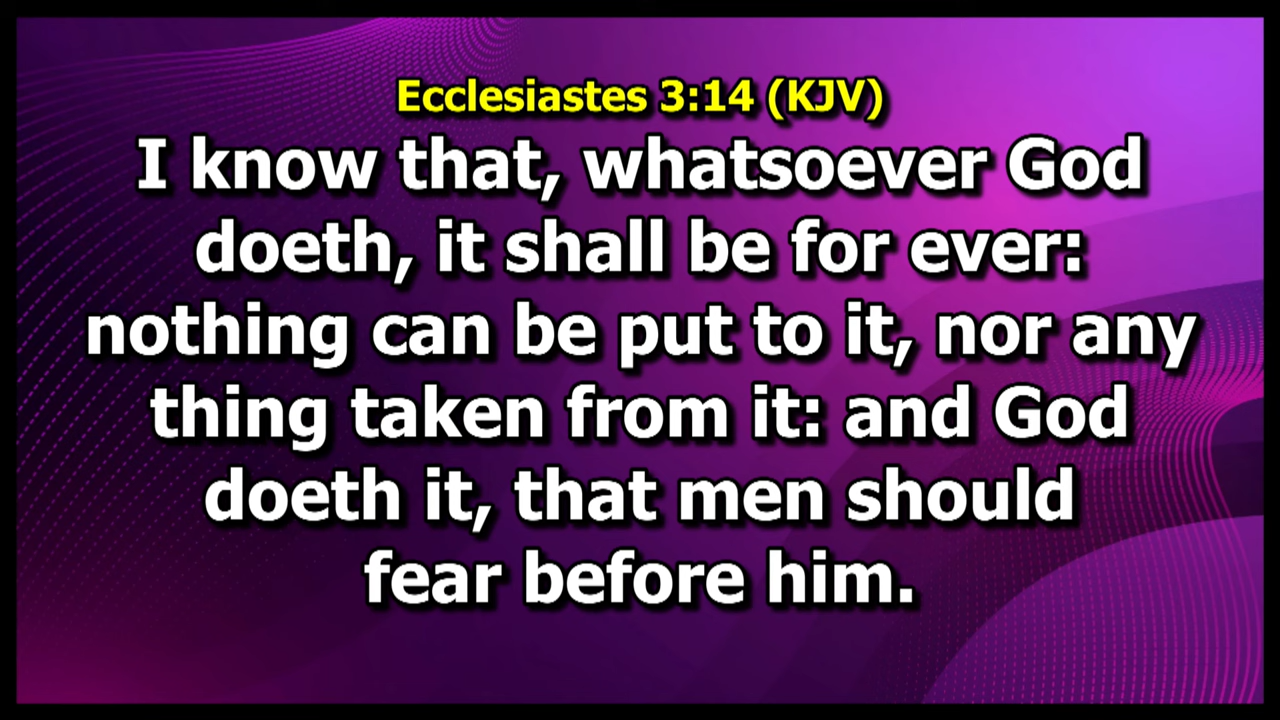 Ecclesiastes 3:14 (KJV)
I know that, whatsoever God
doeth, it shall be for ever:
nothing can be put to it, nor any
thing taken from it: and God
doeth it, that men should
fear before him.